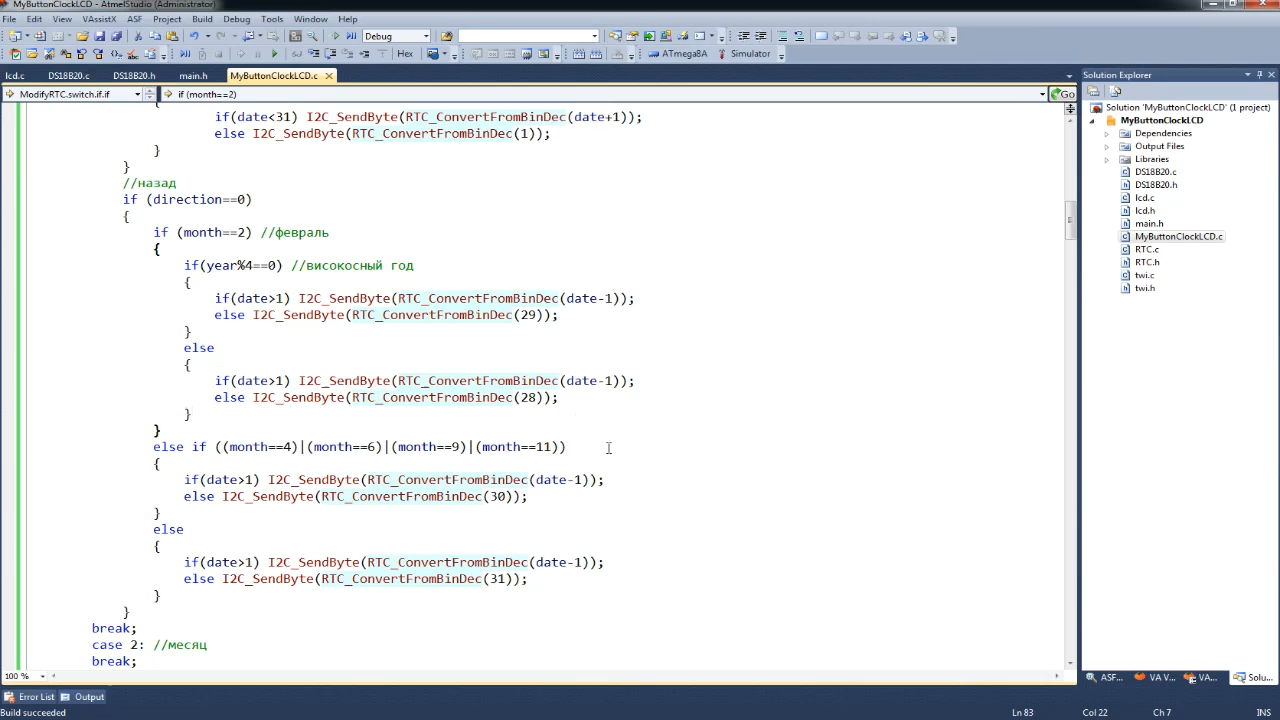 MyButtonClockLCD - AtmelStudio (Administrator)
File Edit View VAssistX ASF Project Build Debug Tools Window Help
Debug
Hex ATmega8A Simulator
lcd.c DS18B20.c DS18B20.h main.h MyButtonClockLCD.c
ModifyRTC.switch.if.if if (month==2) Go
{
if(date<31) I2C_SendByte(RTC_ConvertFromBinDec(date+1));
else I2C_SendByte(RTC_ConvertFromBinDec(1));
}
}
//назад
if (direction==0)
{
if (month==2) //февраль
{
if(year%4==0) //високосный год
{
if(date>1) I2C_SendByte(RTC_ConvertFromBinDec(date-1));
else I2C_SendByte(RTC_ConvertFromBinDec(29));
}
else
{
if(date>1) I2C_SendByte(RTC_ConvertFromBinDec(date-1));
else I2C_SendByte(RTC_ConvertFromBinDec(28));
}
}
else if ((month==4)|(month==6)|(month==9)|(month==11))
{
if(date>1) I2C_SendByte(RTC_ConvertFromBinDec(date-1));
else I2C_SendByte(RTC_ConvertFromBinDec(30));
}
else
{
if(date>1) I2C_SendByte(RTC_ConvertFromBinDec(date-1));
else I2C_SendByte(RTC_ConvertFromBinDec(31));
}
}
break;
case 2: //месяц
break;
100 %
Solution Explorer
Solution 'MyButtonClockLCD' (1 project)
MyButtonClockLCD
Dependencies
Output Files
Libraries
DS18B20.c
DS18B20.h
lcd.c
lcd.h
main.h
MyButtonClockLCD.c
RTC.c
RTC.h
twi.c
twi.h
ASF... VA V... VA... Solu...
Error List Output
Build succeeded Ln 83 Col 22 Ch 7 INS